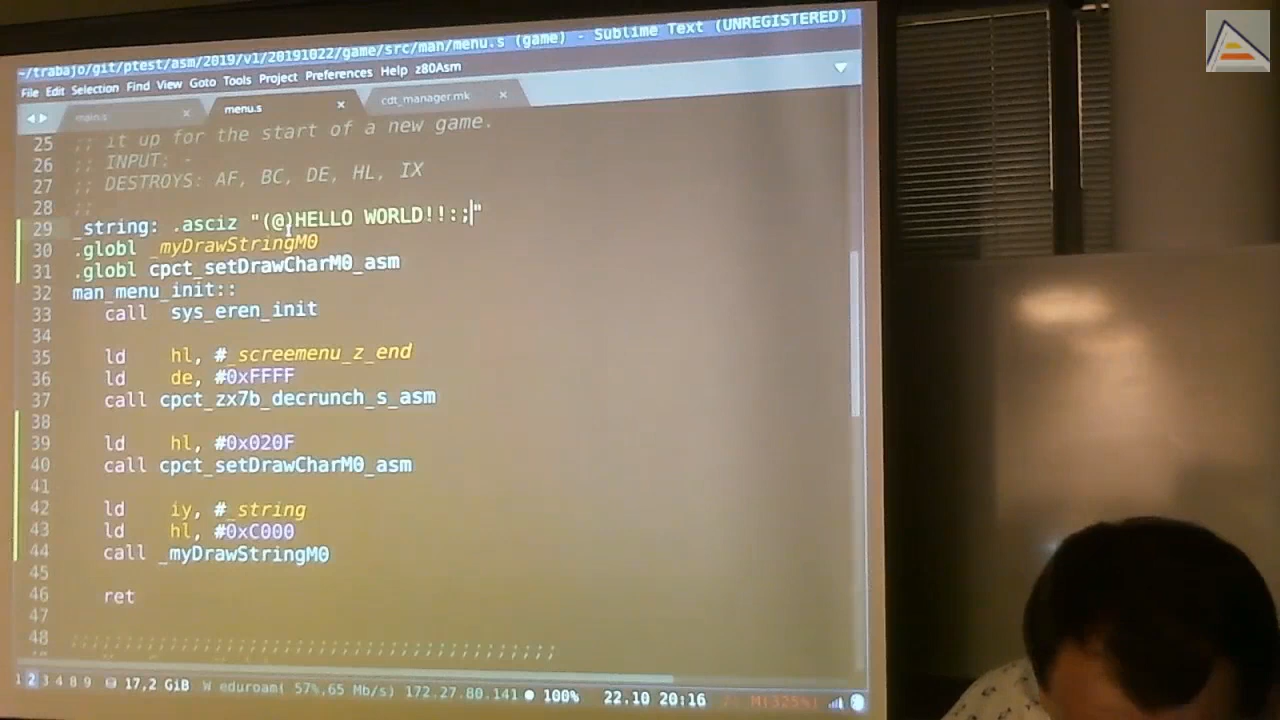 ~/trabajo/git/ptest/asm/2019/v1/20191022/game/src/man/menu.s (game) - Sublime Text (UNREGISTERED)
File Edit Selection Find View Goto Tools Project Preferences Help z80Asm
main.s menu.s cdt_manager.mk
25 ;; it up for the start of a new game.
26 ;; INPUT: -
27 ;; DESTROYS: AF, BC, DE, HL, IX
28 ;;
29 _string: .asciz "(@)HELLO WORLD!!:;"
30 .globl _myDrawStringM0
31 .globl cpct_setDrawCharM0_asm
32 man_menu_init::
33 call sys_eren_init
34
35 ld hl, #_screemenu_z_end
36 ld de, #0xFFFF
37 call cpct_zx7b_decrunch_s_asm
38
39 ld hl, #0x020F
40 call cpct_setDrawCharM0_asm
41
42 ld iy, #_string
43 ld hl, #0xC000
44 call _myDrawStringM0
45
46 ret
47
48 ;;;;;;;;;;;;;;;;;;;;;;;;;;;;;;;;;;;;;;;
1 2 3 4 8 9 17,2 GiB W eduroam( 57%,65 Mb/s) 172.27.80.141 100% 22.10 20:16 M(325%)